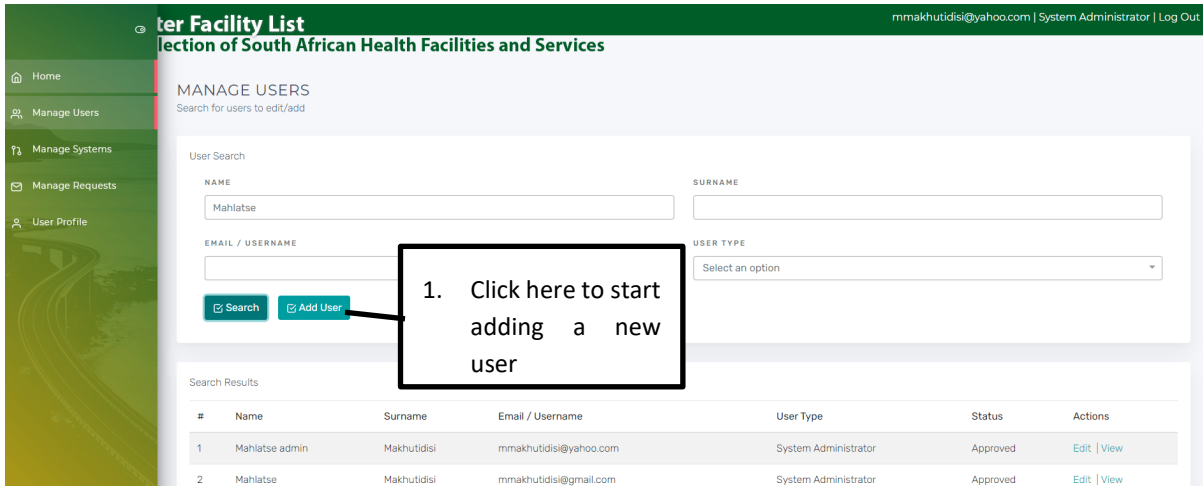 ter Facility List
mmakhutidisi@yahoo.com | System Administrator | Log Out
lection of South African Health Facilities and Services
Home
Manage Users
Manage Systems
Manage Requests
User Profile
MANAGE USERS
Search for users to edit/add
User Search
NAME
SURNAME
Mahlatse
EMAIL / USERNAME
USER TYPE
Select an option
Search
Add User
1. Click here to start
adding a new
user
Search Results
# Name Surname Email / Username User Type Status Actions
1 Mahlatse admin Makhutidisi mmakhutidisi@yahoo.com System Administrator Approved Edit | View
2 Mahlatse Makhutidisi mmakhutidisi@gmail.com System Administrator Approved Edit | View